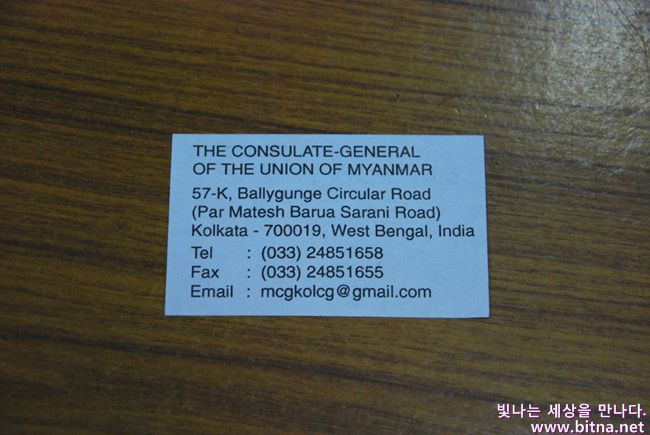 THE CONSULATE-GENERAL
OF THE UNION OF MYANMAR
57-K, Ballygunge Circular Road
(Par Matesh Barua Sarani Road)
Kolkata - 700019, West Bengal, India
Tel : (033) 24851658
Fax : (033) 24851655
Email : mcgkolcg@gmail.com
빛나는 세상을 만나다.
www.bitna.net